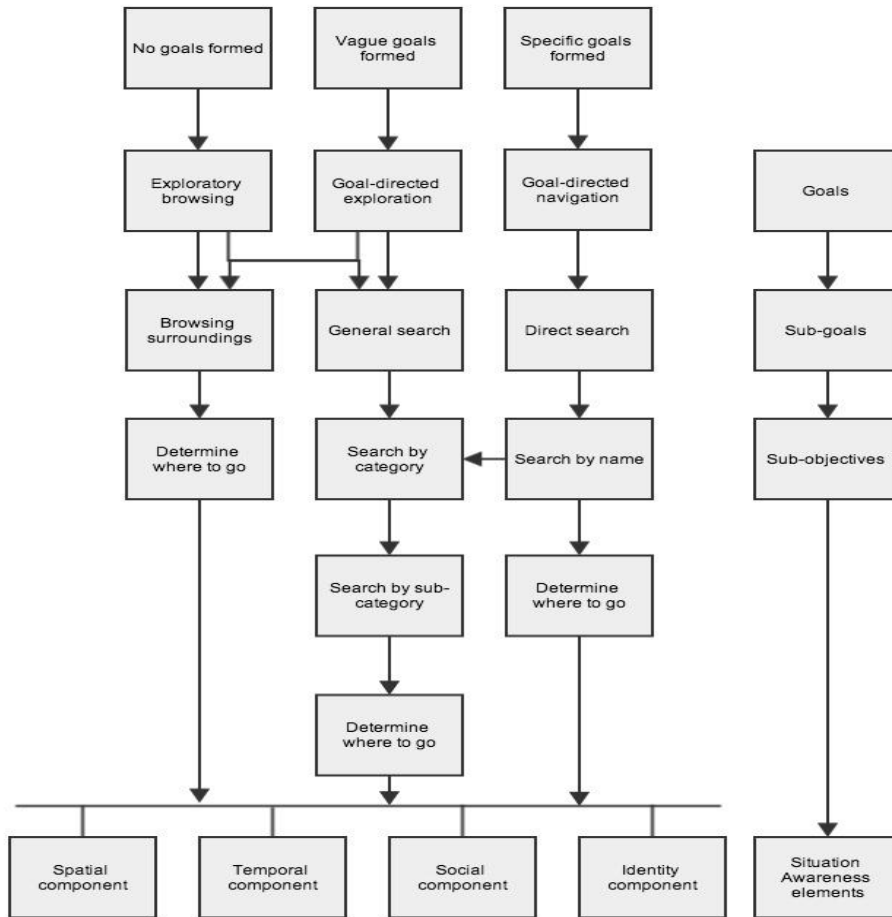 No goals formed
Vague goals
formed
Specific goals
formed
Exploratory
browsing
Goal-directed
exploration
Goal-directed
navigation
Goals
Browsing
surroundings
General search
Direct search
Sub-goals
Determine
where to go
Search by
category
Search by name
Sub-objectives
Search by sub-
category
Determine
where to go
Determine
where to go
Spatial
component
Temporal
component
Social
component
Identity
component
Situation
Awareness
elements